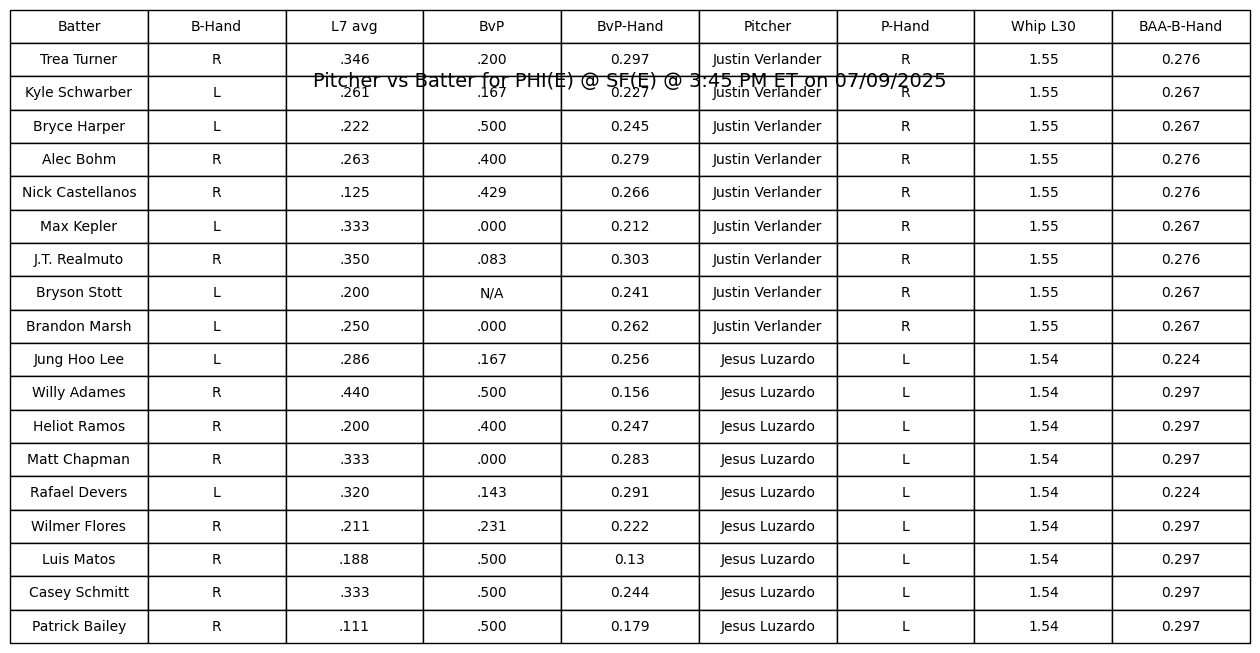 Batter B-Hand L7 avg BvP BvP-Hand Pitcher P-Hand Whip L30 BAA-B-Hand
Trea Turner R .346 .200 0.297 Justin Verlander R 1.55 0.276
Pitcher vs Batter for PHI(E) @ SF(E) @ 3:45 PM ET on 07/09/2025
Kyle Schwarber L .261 .167 0.227 Justin Verlander R 1.55 0.267
Bryce Harper L .222 .500 0.245 Justin Verlander R 1.55 0.267
Alec Bohm R .263 .400 0.279 Justin Verlander R 1.55 0.276
Nick Castellanos R .125 .429 0.266 Justin Verlander R 1.55 0.276
Max Kepler L .333 .000 0.212 Justin Verlander R 1.55 0.267
J.T. Realmuto R .350 .083 0.303 Justin Verlander R 1.55 0.276
Bryson Stott L .200 N/A 0.241 Justin Verlander R 1.55 0.267
Brandon Marsh L .250 .000 0.262 Justin Verlander R 1.55 0.267
Jung Hoo Lee L .286 .167 0.256 Jesus Luzardo L 1.54 0.224
Willy Adames R .440 .500 0.156 Jesus Luzardo L 1.54 0.297
Heliot Ramos R .200 .400 0.247 Jesus Luzardo L 1.54 0.297
Matt Chapman R .333 .000 0.283 Jesus Luzardo L 1.54 0.297
Rafael Devers L .320 .143 0.291 Jesus Luzardo L 1.54 0.224
Wilmer Flores R .211 .231 0.222 Jesus Luzardo L 1.54 0.297
Luis Matos R .188 .500 0.13 Jesus Luzardo L 1.54 0.297
Casey Schmitt R .333 .500 0.244 Jesus Luzardo L 1.54 0.297
Patrick Bailey R .111 .500 0.179 Jesus Luzardo L 1.54 0.297